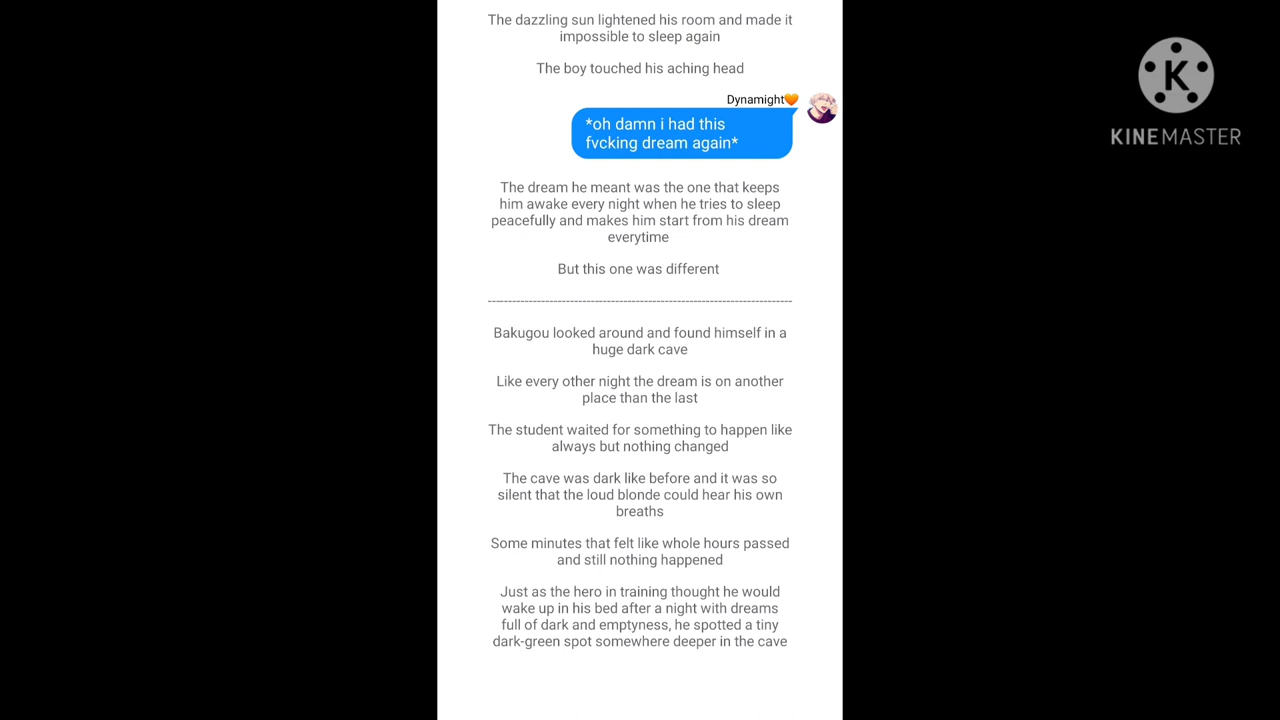 The dazzling sun lightened his room and made it
impossible to sleep again
The boy touched his aching head
Dynamight🧡
*oh damn i had this
fvcking dream again*
The dream he meant was the one that keeps
him awake every night when he tries to sleep
peacefully and makes him start from his dream
everytime
But this one was different
--------------------------------------------------------------------------
Bakugou looked around and found himself in a
huge dark cave
Like every other night the dream is on another
place than the last
The student waited for something to happen like
always but nothing changed
The cave was dark like before and it was so
silent that the loud blonde could hear his own
breaths
Some minutes that felt like whole hours passed
and still nothing happened
Just as the hero in training thought he would
wake up in his bed after a night with dreams
full of dark and emptyness, he spotted a tiny
dark-green spot somewhere deeper in the cave
K
KINEMASTER